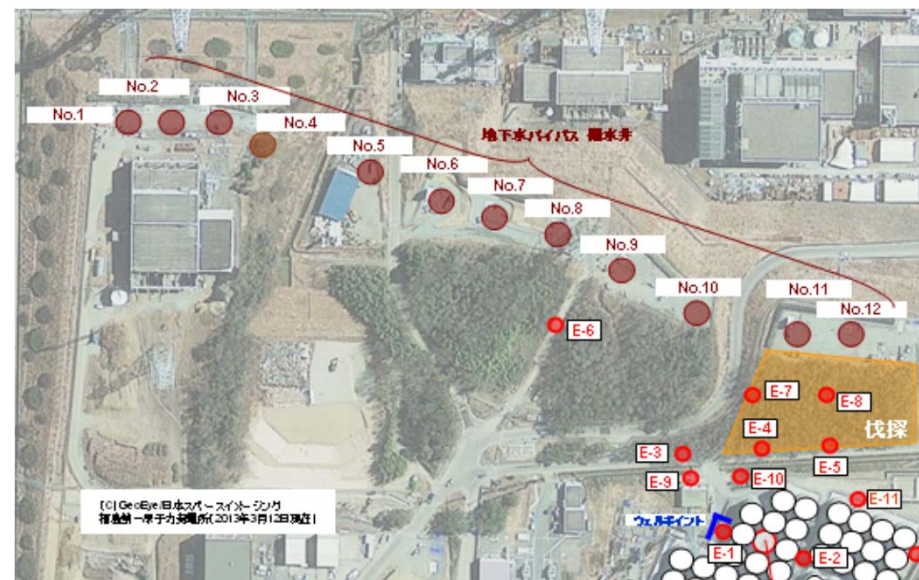 No.1
No.2
No.3
No.4
No.5
No.6
No.7
No.8
No.9
No.10
No.11
No.12
地下水バイパス 揚水井
E-6
E-7
E-8
伐採
E-4
E-3
E-5
E-9
E-10
E-11
ウェルポイント
E-1
E-2
(C)GeoEye/日本スペースイメージング
福島第一原子力発電所(2013年3月12日現在)